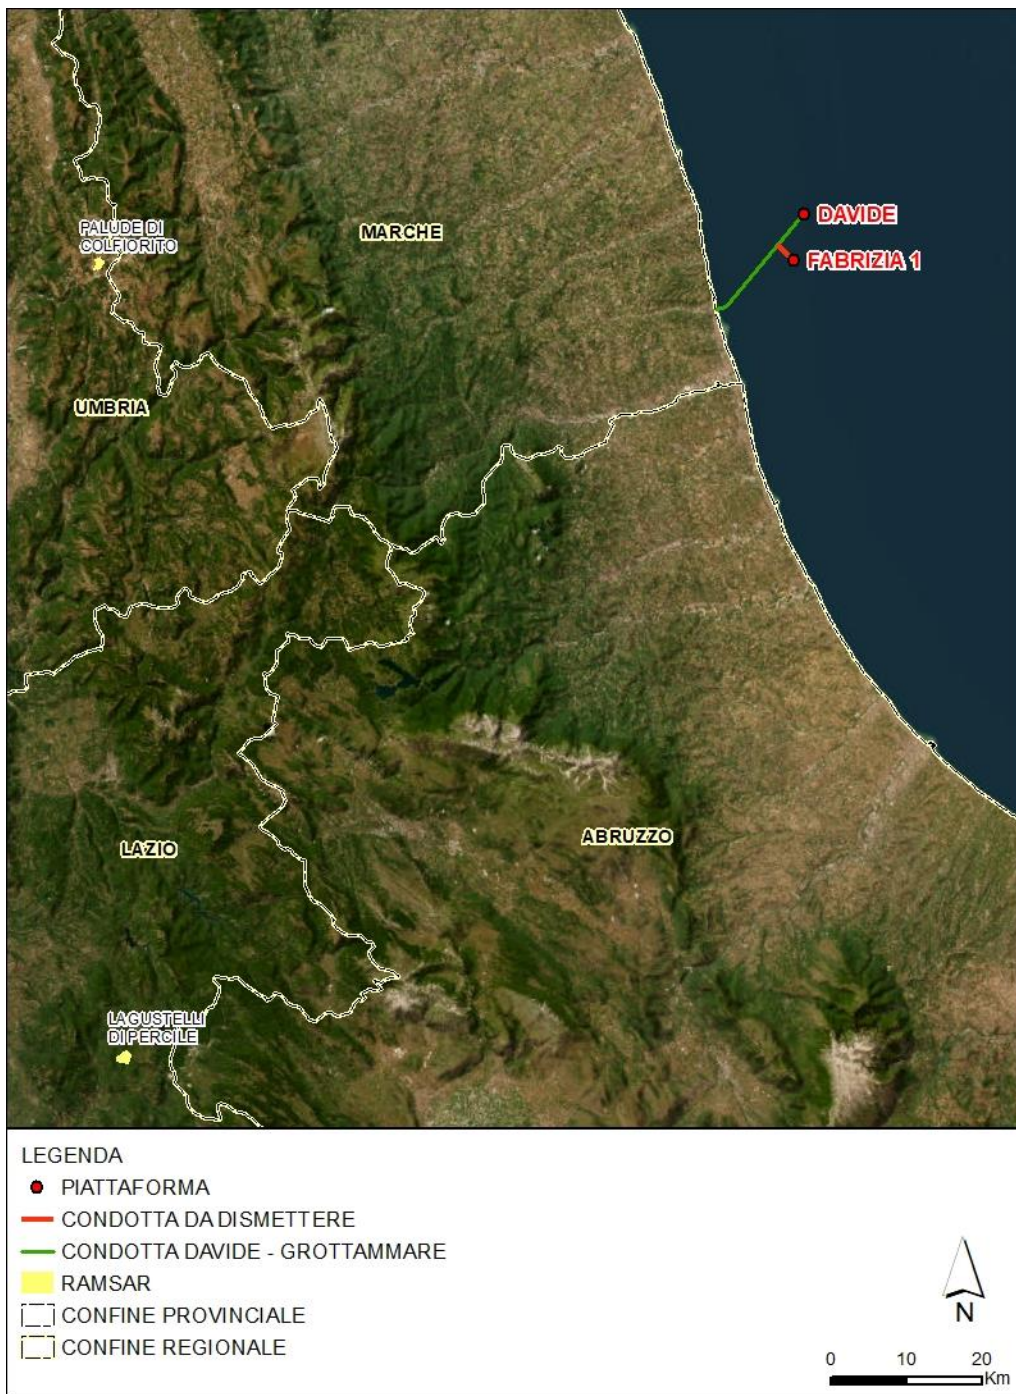 DAVIDE
MARCHE
PALUDE DI
COLFIORITO
FABRIZIA 1
UMBRIA
LAZIO
ABRUZZO
LAGUSTELLI
DI PERCILE
LEGENDA
PIATTAFORMA
CONDOTTA DA DISMETTERE
CONDOTTA DAVIDE - GROTTAMMARE
RAMSAR
CONFINE PROVINCIALE
CONFINE REGIONALE
N
0 10 20
Km